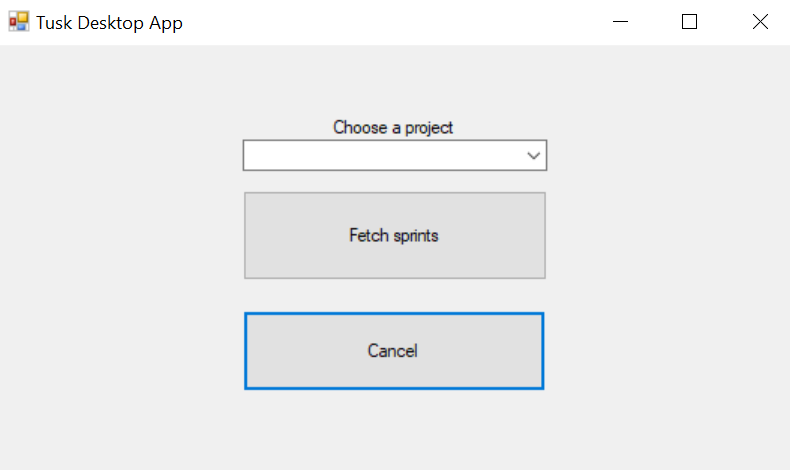 Tusk Desktop App
Choose a project
Fetch sprints
Cancel